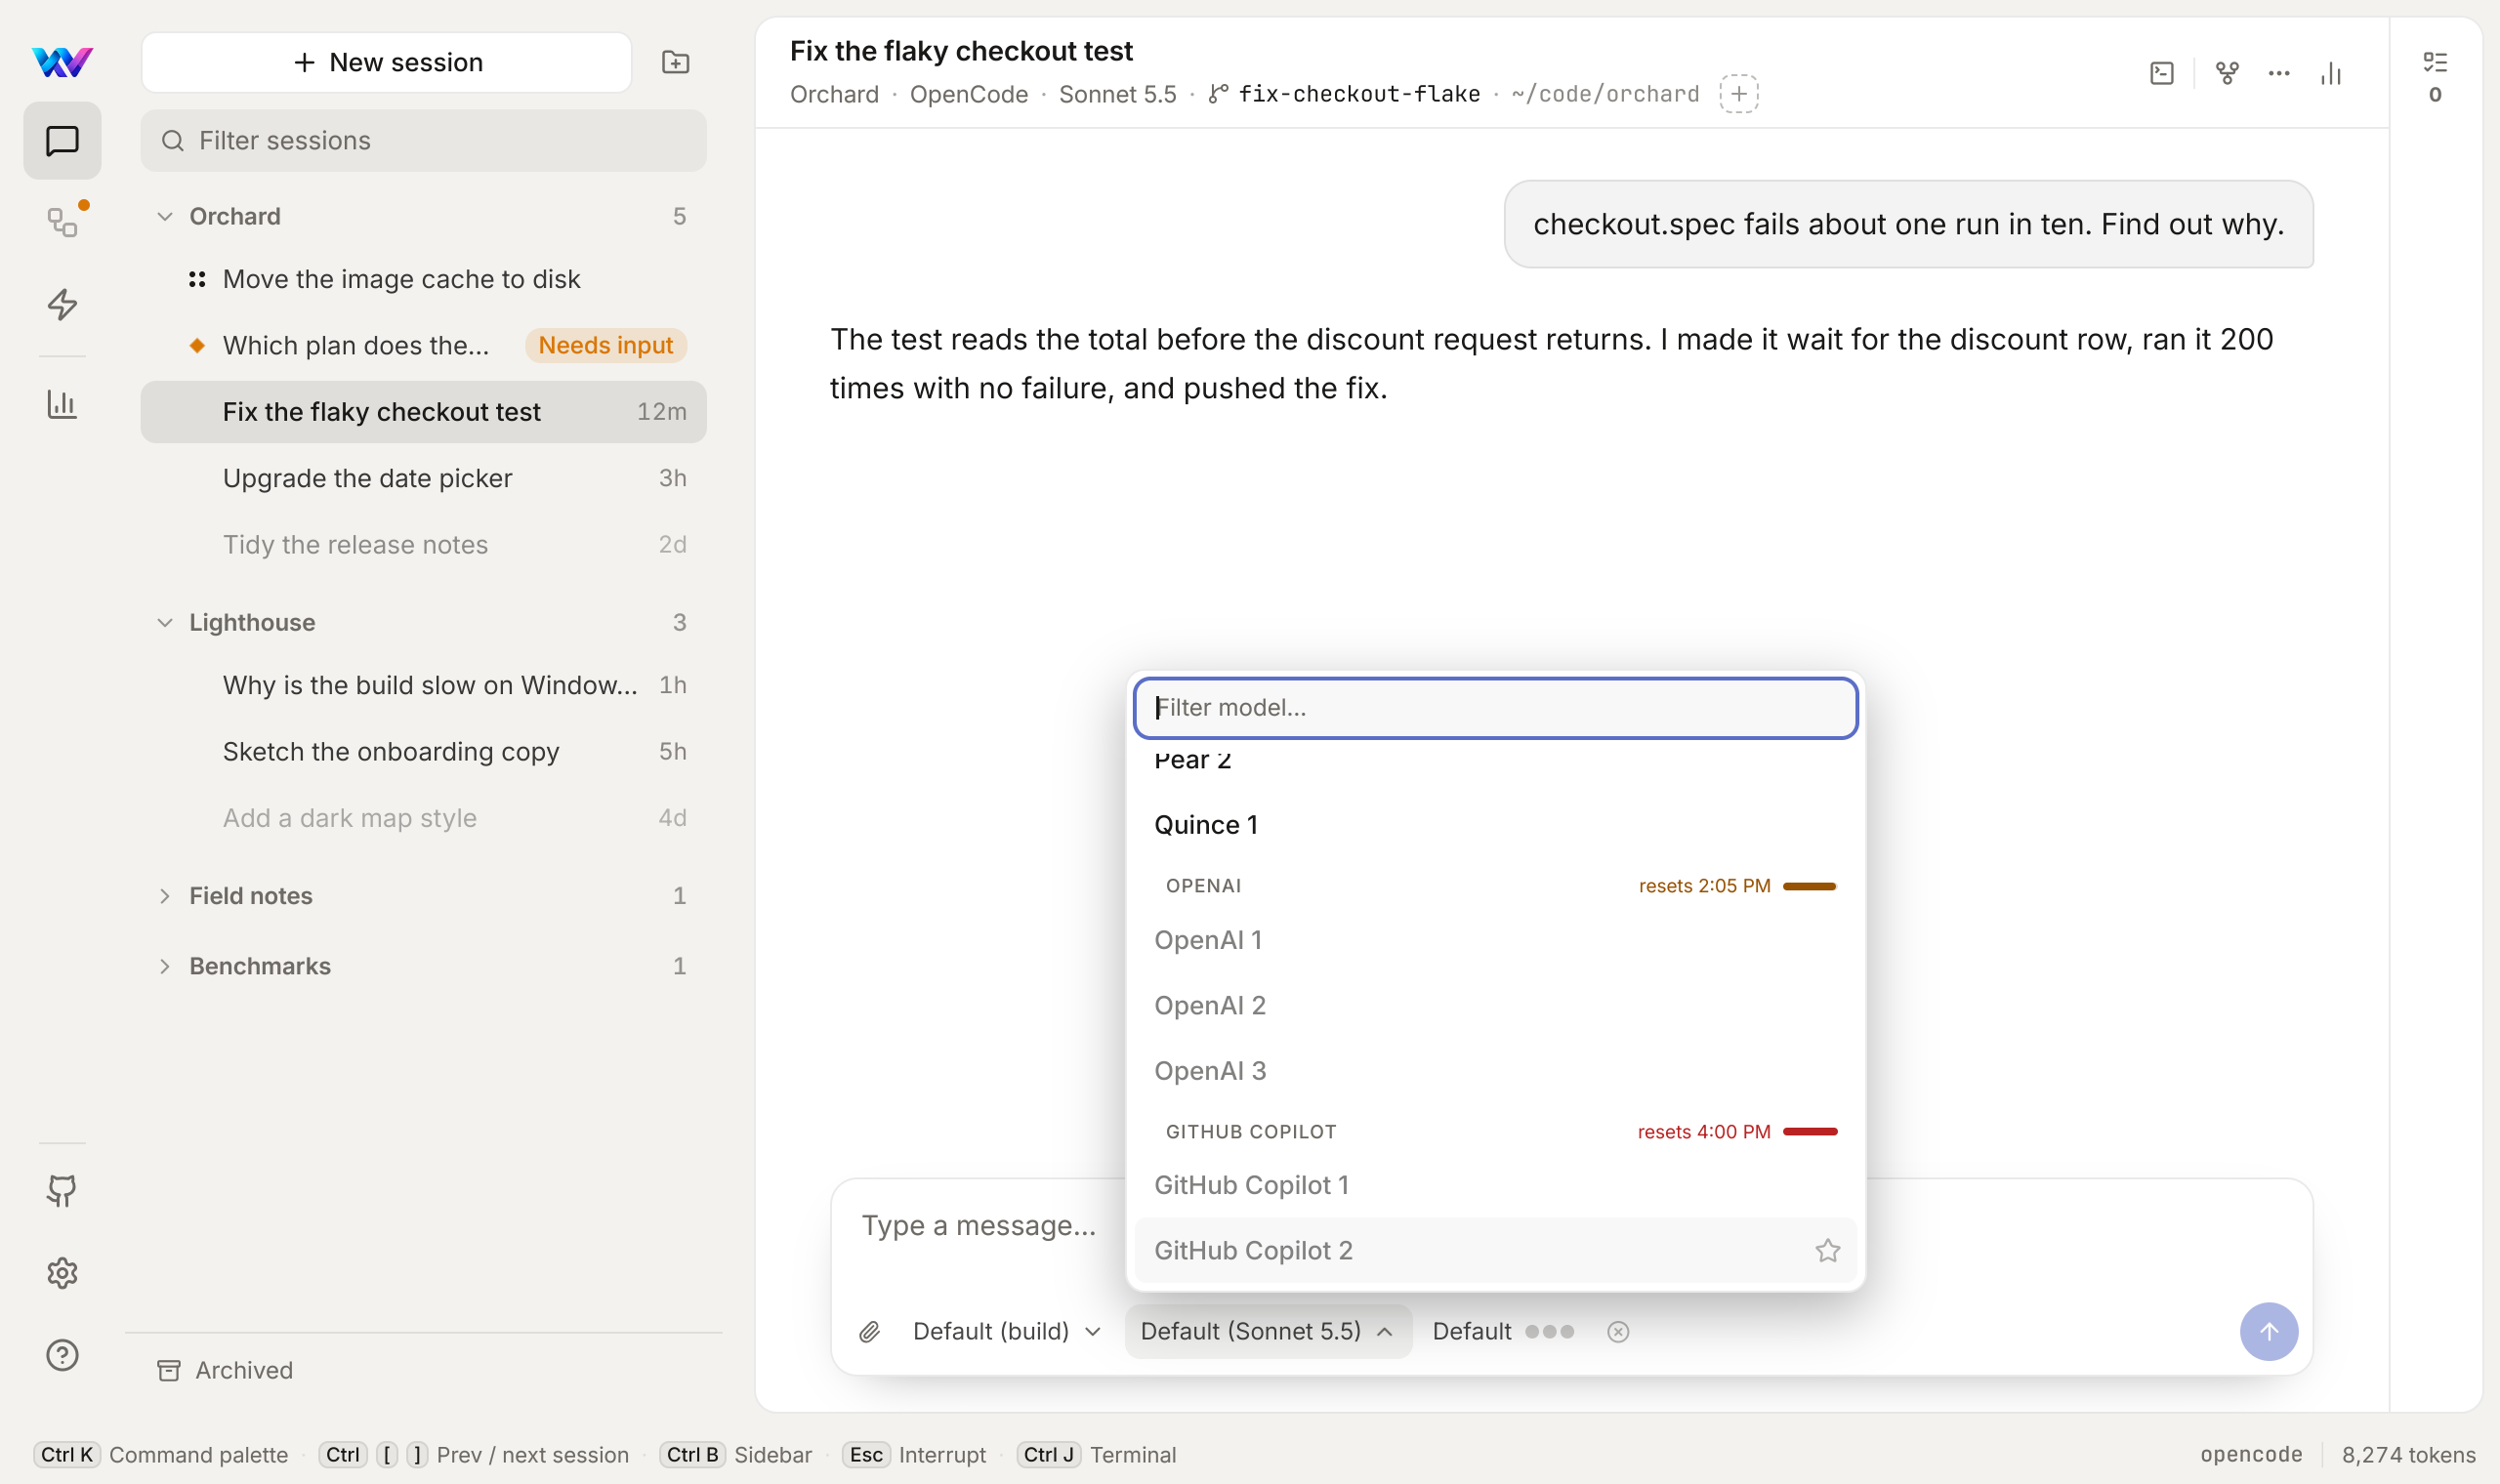 New session
Filter sessions
Orchard 5
Move the image cache to disk
Which plan does the... Needs input
Fix the flaky checkout test 12m
Upgrade the date picker 3h
Tidy the release notes 2d
Lighthouse 3
Why is the build slow on Window... 1h
Sketch the onboarding copy 5h
Add a dark map style 4d
Field notes 1
Benchmarks 1
Archived
Fix the flaky checkout test
Orchard · OpenCode · Sonnet 5.5 · fix-checkout-flake · ~/code/orchard
0
checkout.spec fails about one run in ten. Find out why.
The test reads the total before the discount request returns. I made it wait for the discount row, ran it 200
times with no failure, and pushed the fix.
Filter model...
Pear 2
Quince 1
OPENAI resets 2:05 PM
OpenAI 1
OpenAI 2
OpenAI 3
GITHUB COPILOT resets 4:00 PM
GitHub Copilot 1
GitHub Copilot 2
Type a message...
Default (build) Default (Sonnet 5.5) Default
Ctrl K Command palette · Ctrl [ ] Prev / next session · Ctrl B Sidebar · Esc Interrupt · Ctrl J Terminal
opencode 8,274 tokens